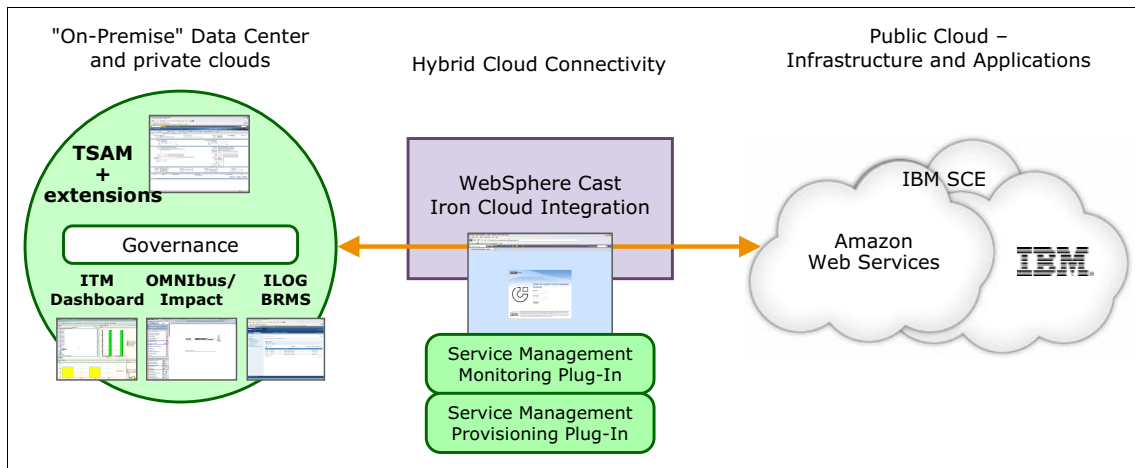 "On-Premise" Data Center
and private clouds
Hybrid Cloud Connectivity
Public Cloud –
Infrastructure and Applications
TSAM
+
extensions
Governance
ITM
Dashboard
OMNIbus/
Impact
ILOG
BRMS
WebSphere Cast
Iron Cloud Integration
Service Management
Monitoring Plug-In
Service Management
Provisioning Plug-In
IBM SCE
Amazon
Web Services
IBM